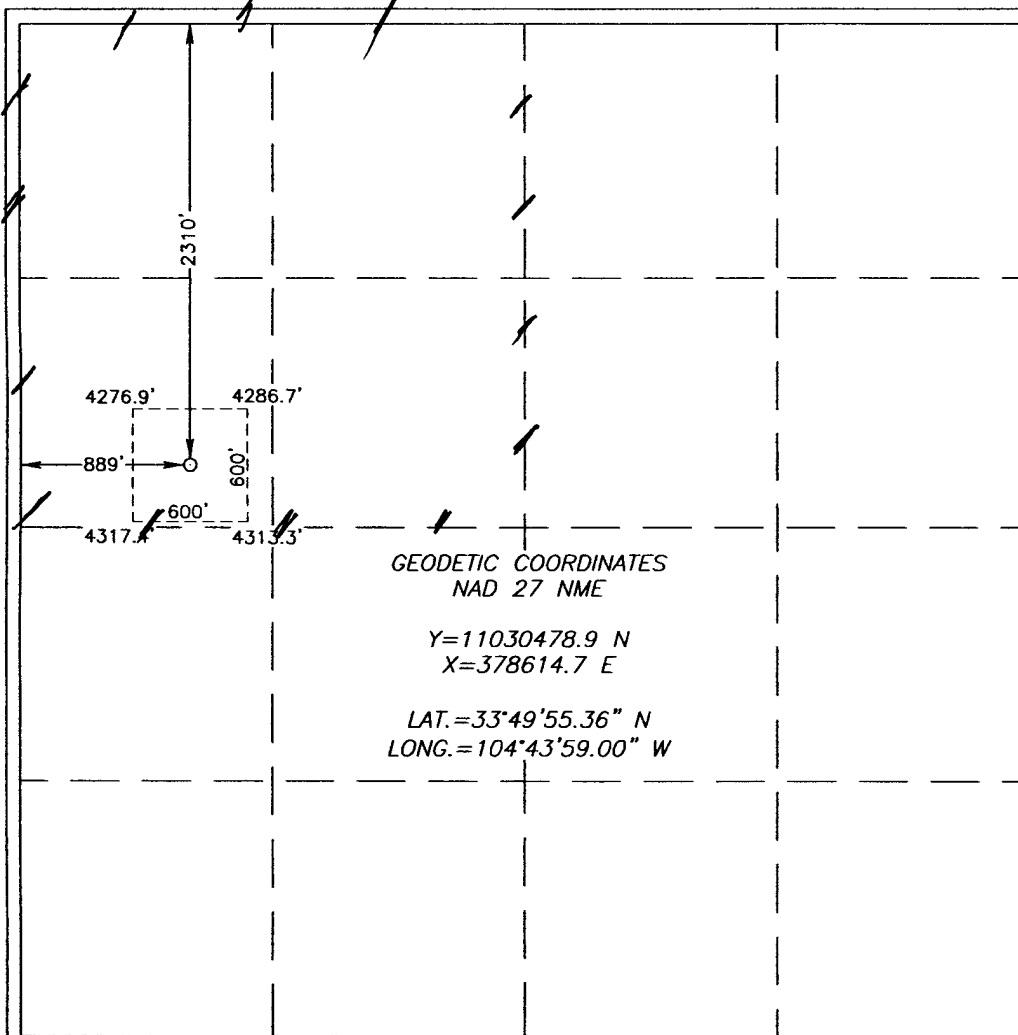 2310'
4276.9' 4286.7'
889'
600'
600'
4313.3'
GEODETIC COORDINATES
NAD 27 NME
Y=11030478.9 N
X=378614.7 E
LAT.=33°49'55.36" N
LONG.=104°43'59.00" W